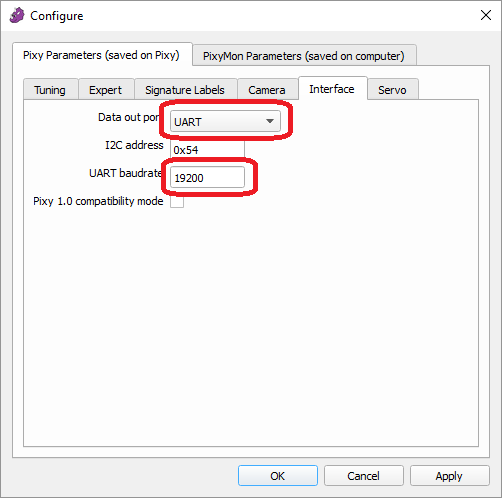 Configure
Pixy Parameters (saved on Pixy) PixyMon Parameters (saved on computer)
Tuning Expert Signature Labels Camera Interface Servo
Data out por UART
I2C address 0x54
UART baudrate 19200
Pixy 1.0 compatibility mode
OK Cancel Apply